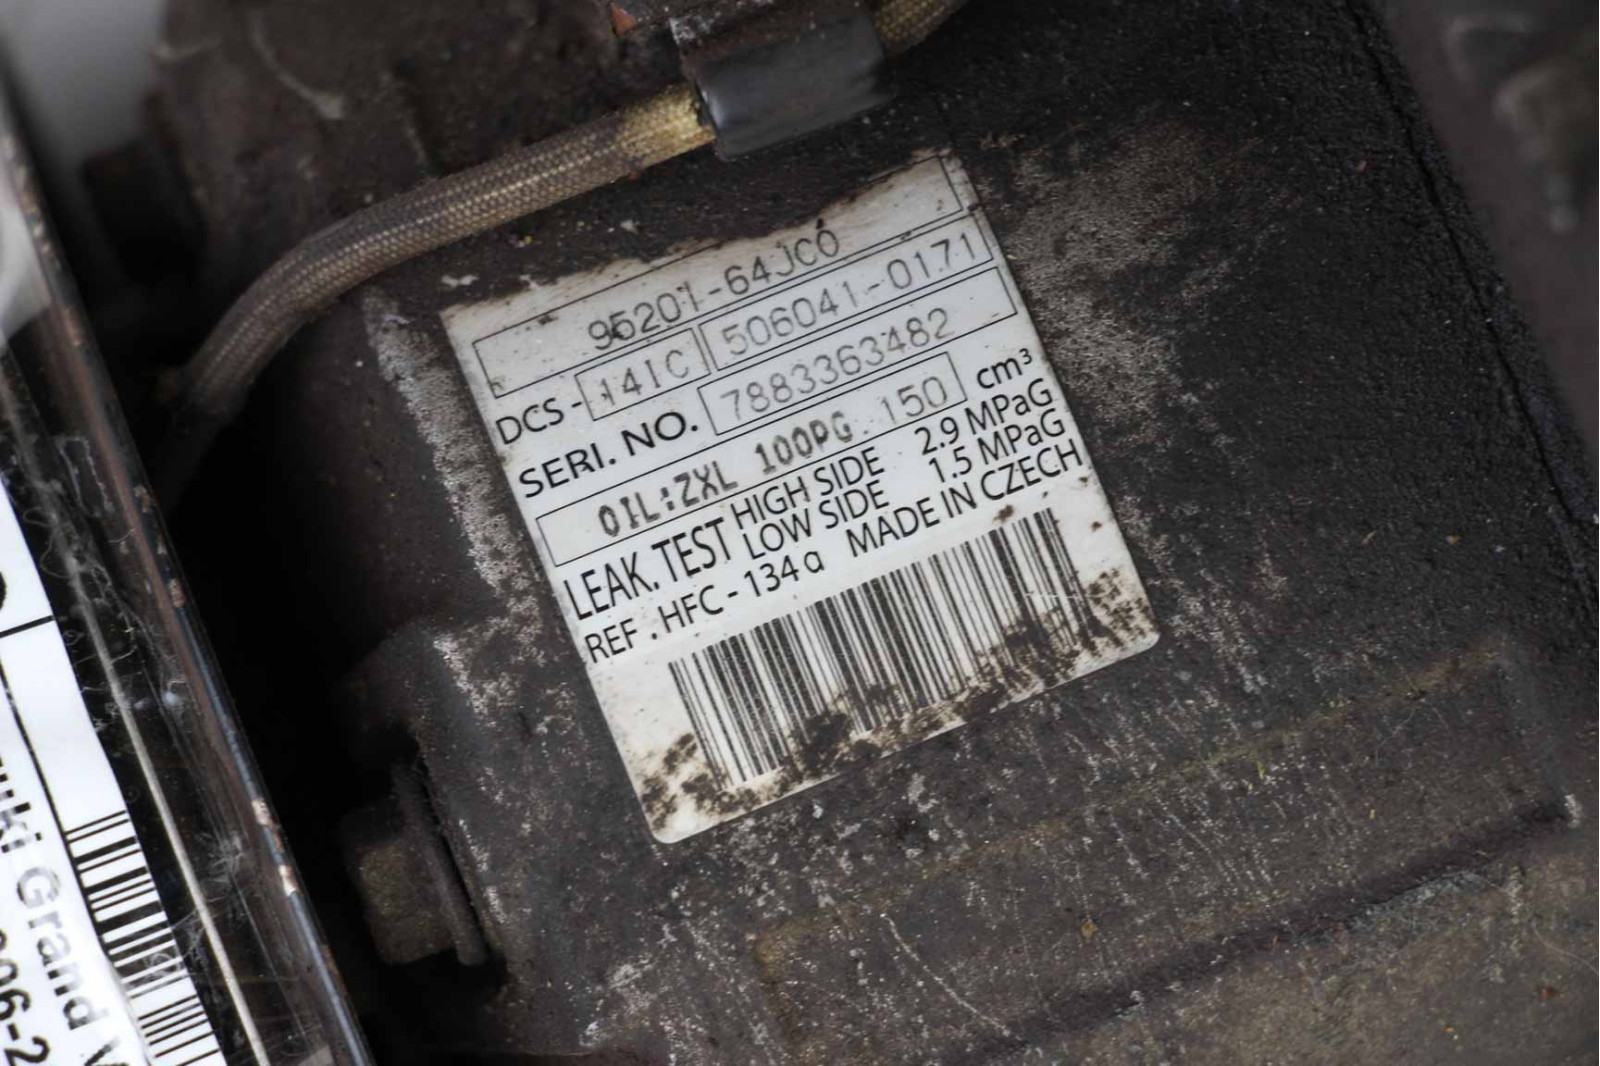 95201-64JC0
DCS - 14IC 506041-0171
SERI. NO. 7883363482
OIL:ZXL 100PG 150 cm³
LEAK. TEST HIGH SIDE 2.9 MPaG
LOW SIDE 1.5 MPaG
REF . HFC - 134a MADE IN CZECH
Grand